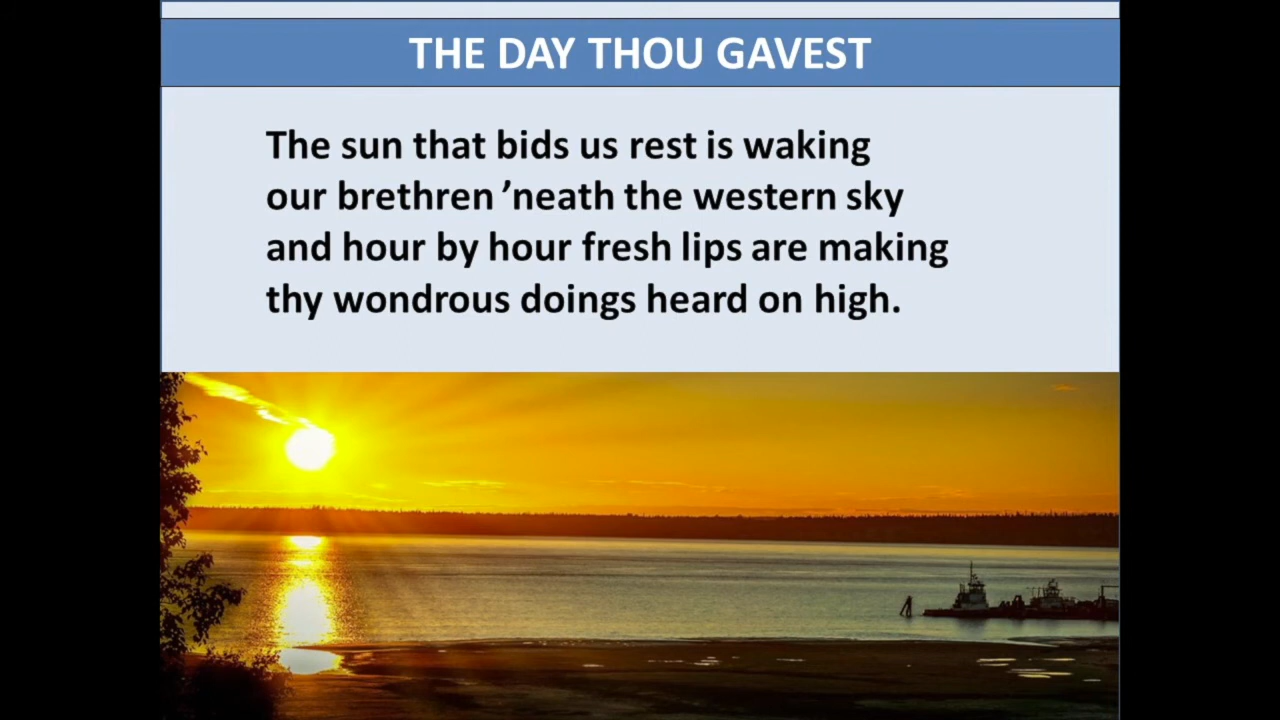 THE DAY THOU GAVEST
The sun that bids us rest is waking
our brethren ’neath the western sky
and hour by hour fresh lips are making
thy wondrous doings heard on high.